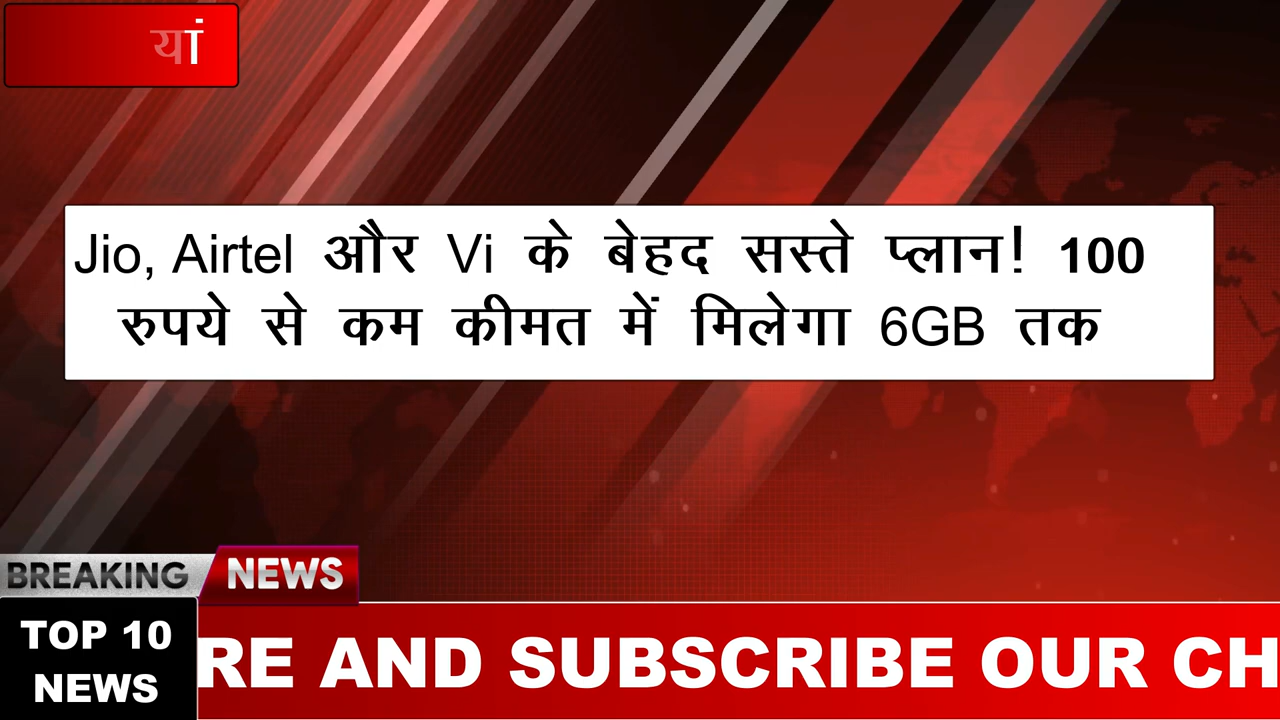 यां
Jio, Airtel और Vi के बेहद सस्ते प्लान! 100
रुपये से कम कीमत में मिलेगा 6GB तक
BREAKING NEWS
TOP 10
NEWS
RE AND SUBSCRIBE OUR CH